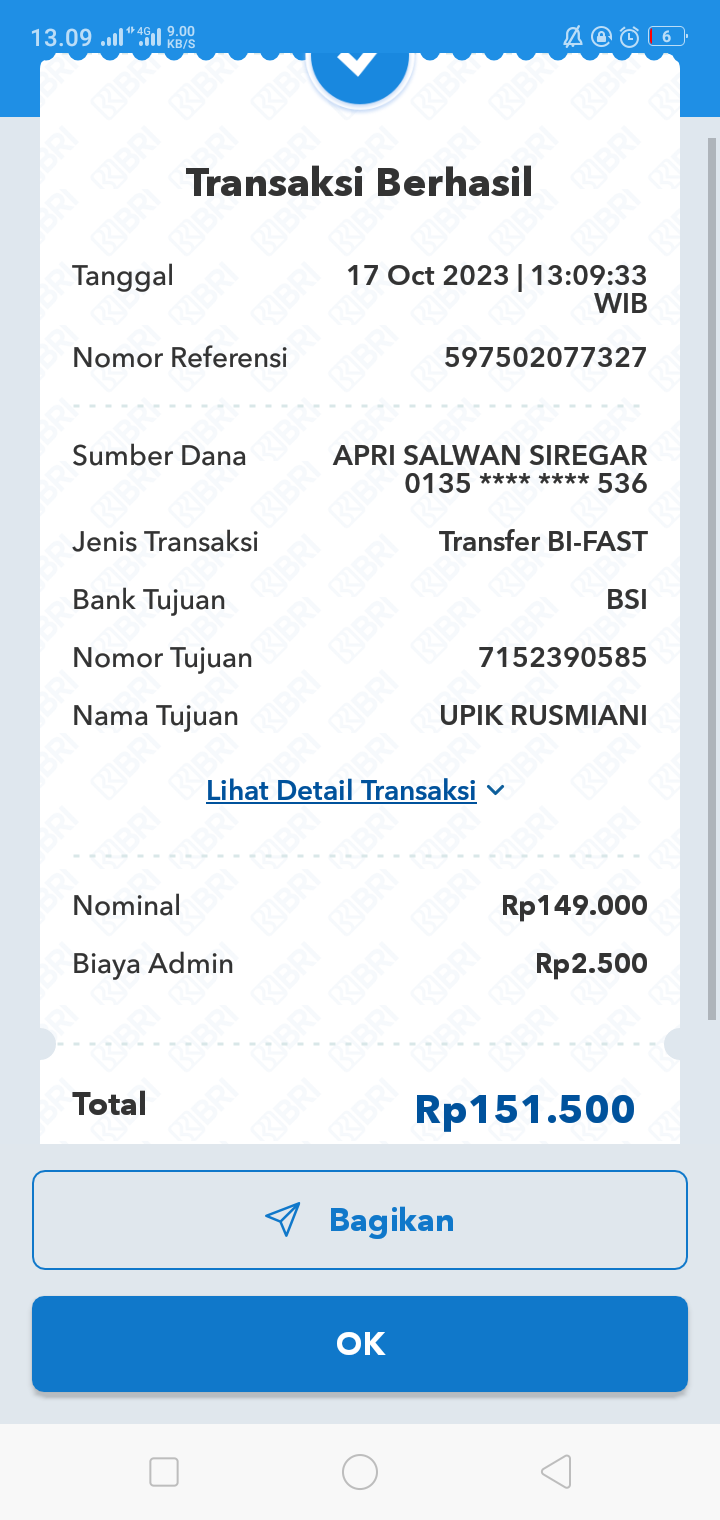 13.09 4G 9.00 KB/S 6
Transaksi Berhasil
Tanggal 17 Oct 2023 | 13:09:33
WIB
Nomor Referensi 597502077327
Sumber Dana APRI SALWAN SIREGAR
0135 **** **** 536
Jenis Transaksi Transfer BI-FAST
Bank Tujuan BSI
Nomor Tujuan 7152390585
Nama Tujuan UPIK RUSMIANI
Lihat Detail Transaksi
Nominal Rp149.000
Biaya Admin Rp2.500
Total Rp151.500
Bagikan
OK